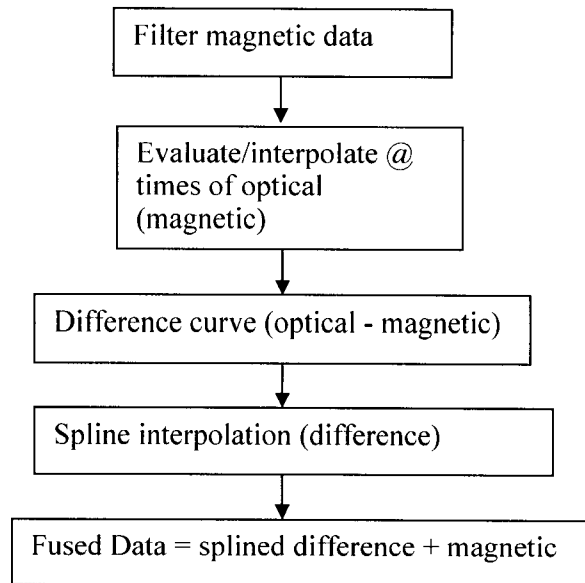 Filter magnetic data
Evaluate/interpolate @
times of optical
(magnetic)
Difference curve (optical - magnetic)
Spline interpolation (difference)
Fused Data = splined difference + magnetic